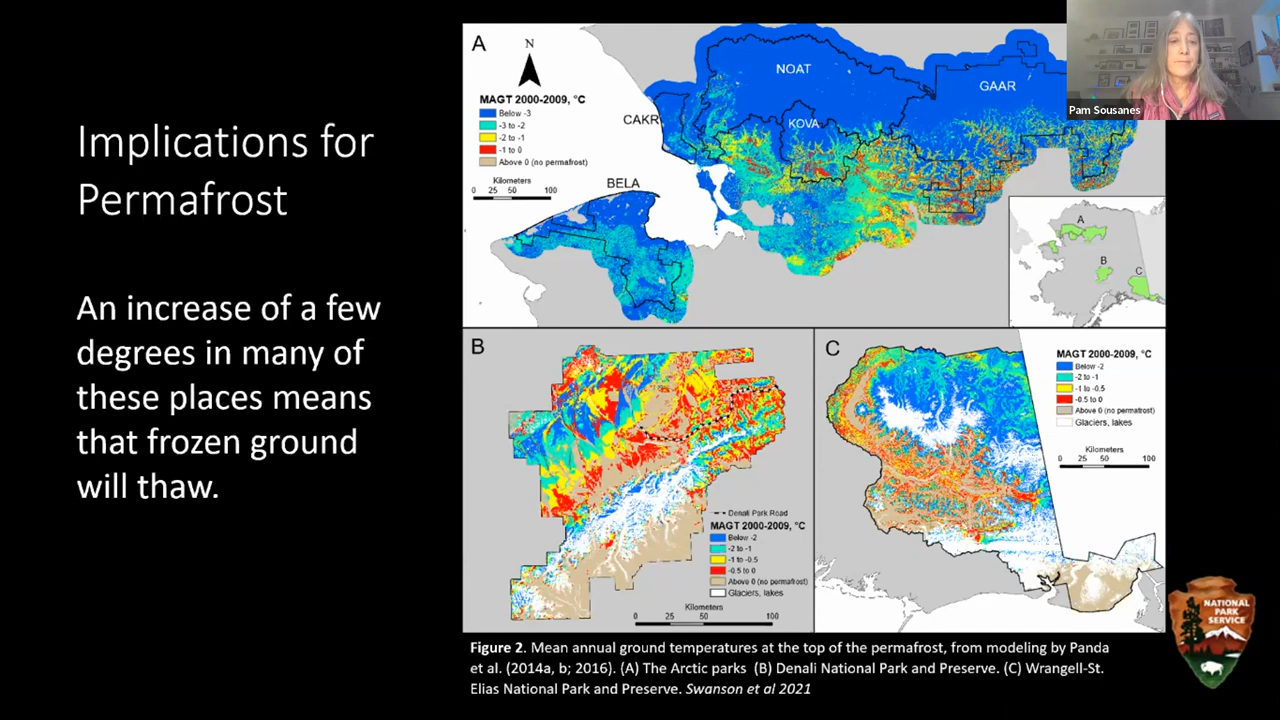 Implications for
Permafrost
An increase of a few
degrees in many of
these places means
that frozen ground
will thaw.
A
N
MAGT 2000-2009, °C
Below -3
-3 to -2
-2 to -1
-1 to 0
Above 0 (no permafrost)
Kilometers
0 25 50 100
NOAT
GAAR
CAKR
KOVA
BELA
A
B
C
Pam Sousanes
B
Denali Park Road
MAGT 2000-2009, °C
Below -2
-2 to -1
-1 to -0.5
-0.5 to 0
Above 0 (no permafrost)
Glaciers, lakes
Kilometers
0 25 50 100
C
MAGT 2000-2009, °C
Below -2
-2 to -1
-1 to -0.5
-0.5 to 0
Above 0 (no permafrost)
Glaciers, lakes
Kilometers
0 25 50 100
Figure 2. Mean annual ground temperatures at the top of the permafrost, from modeling by Panda
et al. (2014a, b; 2016). (A) The Arctic parks (B) Denali National Park and Preserve. (C) Wrangell-St.
Elias National Park and Preserve. Swanson et al 2021
NATIONAL
PARK
SERVICE